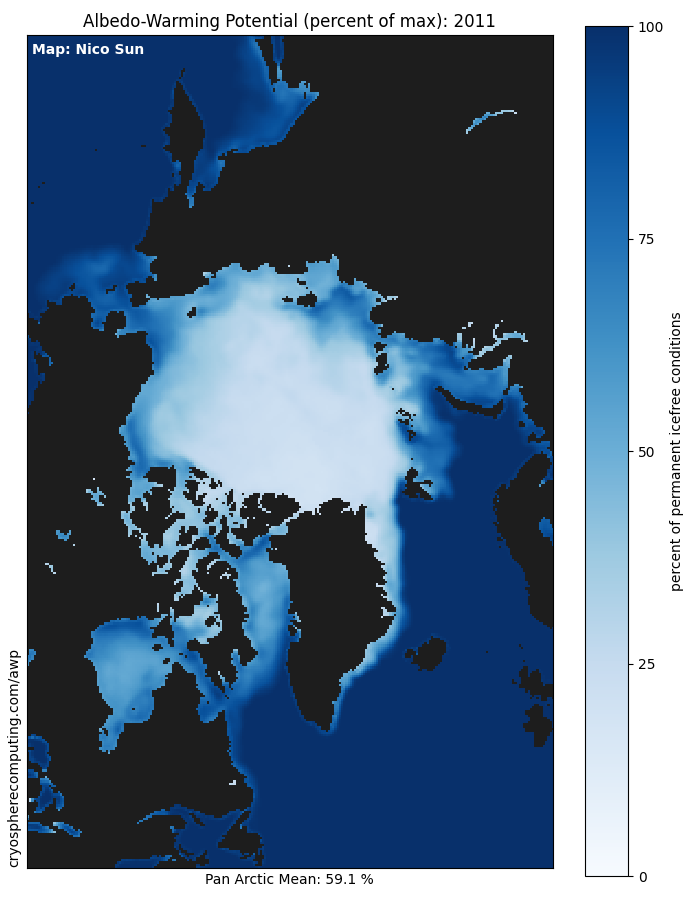 Albedo-Warming Potential (percent of max): 2011
Map: Nico Sun
100
75
50
25
0
percent of permanent icefree conditions
cryospherecomputing.com/awp
Pan Arctic Mean: 59.1 %